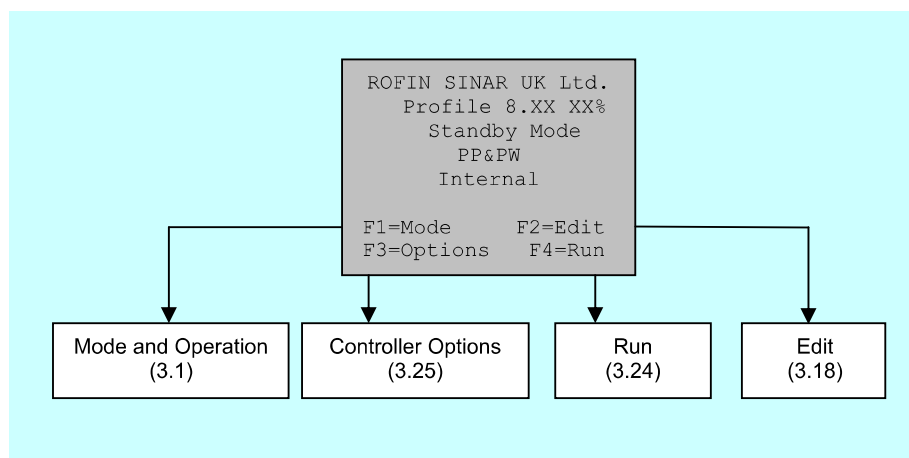 ROFIN SINAR UK Ltd.
Profile 8.XX XX%
Standby Mode
PP&PW
Internal
F1=Mode F2=Edit
F3=Options F4=Run
Mode and Operation
(3.1)
Controller Options
(3.25)
Run
(3.24)
Edit
(3.18)